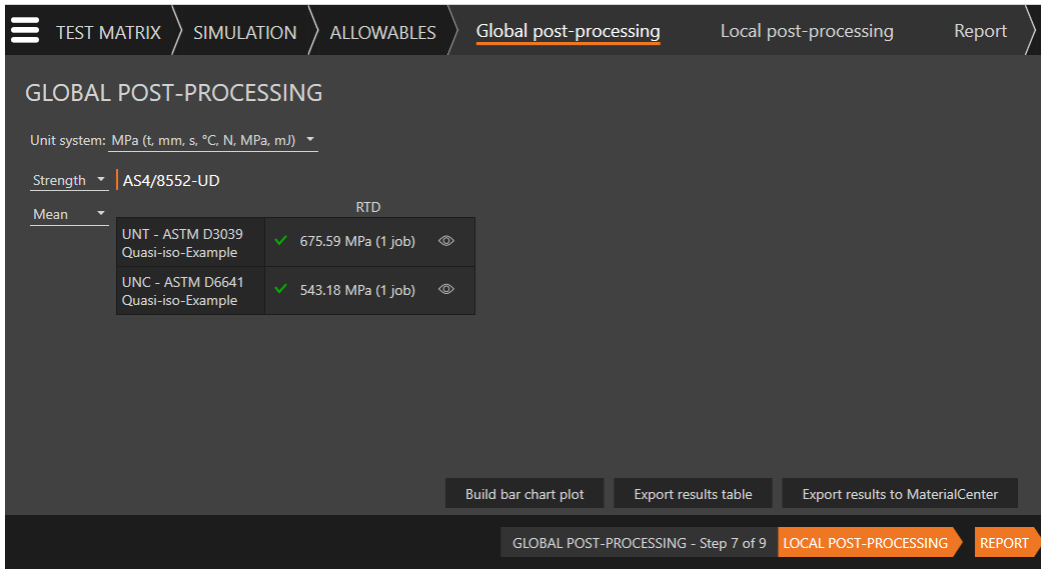 TEST MATRIX
SIMULATION
ALLOWABLES
Global post-processing
Local post-processing
Report
GLOBAL POST-PROCESSING
Unit system: MPa (t, mm, s, °C, N, MPa, mJ)
Strength
AS4/8552-UD
Mean
RTD
UNT - ASTM D3039
Quasi-iso-Example
675.59 MPa (1 job)
UNC - ASTM D6641
Quasi-iso-Example
543.18 MPa (1 job)
Build bar chart plot
Export results table
Export results to MaterialCenter
GLOBAL POST-PROCESSING - Step 7 of 9
LOCAL POST-PROCESSING
REPORT